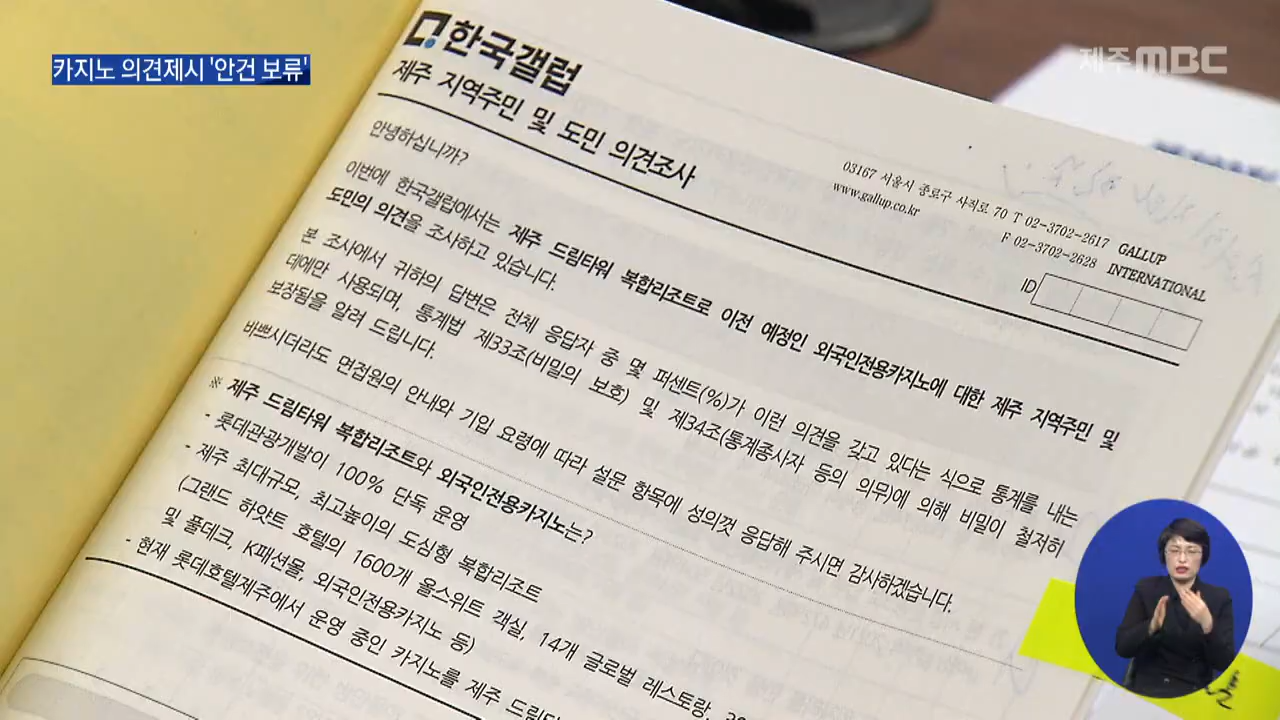 카지노 의견제시 '안건 보류'
제주MBC
한국갤럽
제주 지역주민 및 도민 의견조사
03167 서울시 종로구 사직로 70 T 02-3702-2617 GALLUP
www.gallup.co.kr
F 02-3702-2628 INTERNATIONAL
ID
안녕하십니까?
이번에 한국갤럽에서는 제주 드림타워 복합리조트로 이전 예정인 외국인전용카지노에 대한 제주 지역주민 및
도민의 의견을 조사하고 있습니다.
본 조사에서 귀하의 답변은 전체 응답자 중 몇 퍼센트(%)가 이런 의견을 갖고 있다는 식으로 통계를 내는
데에만 사용되며, 통계법 제33조(비밀의 보호) 및 제34조(통계종사자 등의 의무)에 의해 비밀이 철저히
보장됨을 알려 드립니다.
바쁘시더라도 면접원의 안내와 기입 요령에 따라 설문 항목에 성의껏 응답해 주시면 감사하겠습니다.
※ 제주 드림타워 복합리조트와 외국인전용카지노는?
- 롯데관광개발이 100% 단독 운영
- 제주 최대규모, 최고높이의 도심형 복합리조트
(그랜드 하얏트 호텔의 1600개 올스위트 객실, 14개 글로벌 레스토랑,
및 풀데크, K패션몰, 외국인전용카지노 등)
- 현재 롯데호텔제주에서 운영 중인 카지노를 제주